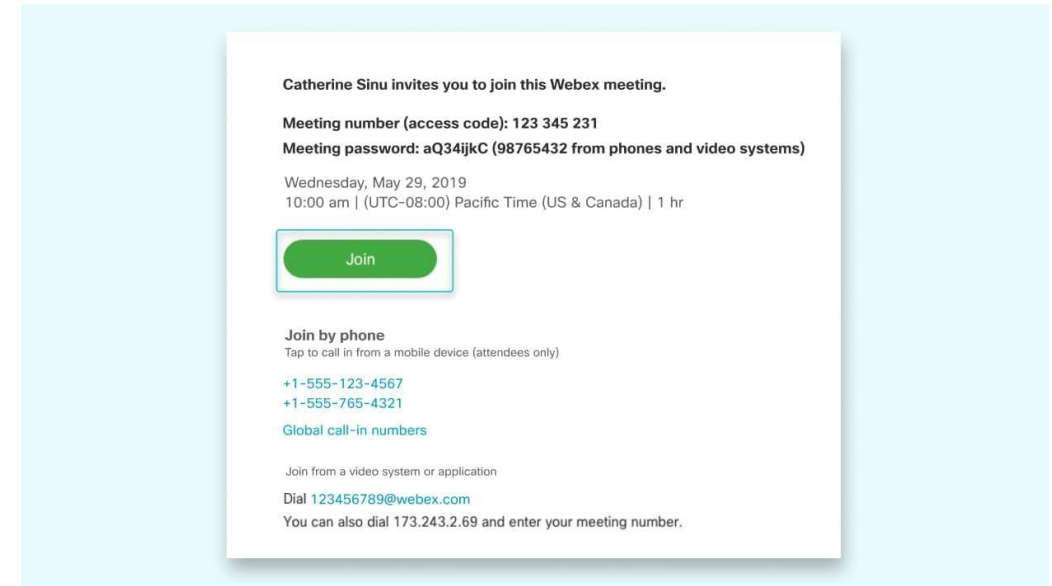 Catherine Sinu invites you to join this Webex meeting.
Meeting number (access code): 123 345 231
Meeting password: aQ34ijkC (98765432 from phones and video systems)
Wednesday, May 29, 2019
10:00 am | (UTC-08:00) Pacific Time (US & Canada) | 1 hr
Join
Join by phone
Tap to call in from a mobile device (attendees only)
+1-555-123-4567
+1-555-765-4321
Global call-in numbers
Join from a video system or application
Dial 123456789@webex.com
You can also dial 173.243.2.69 and enter your meeting number.